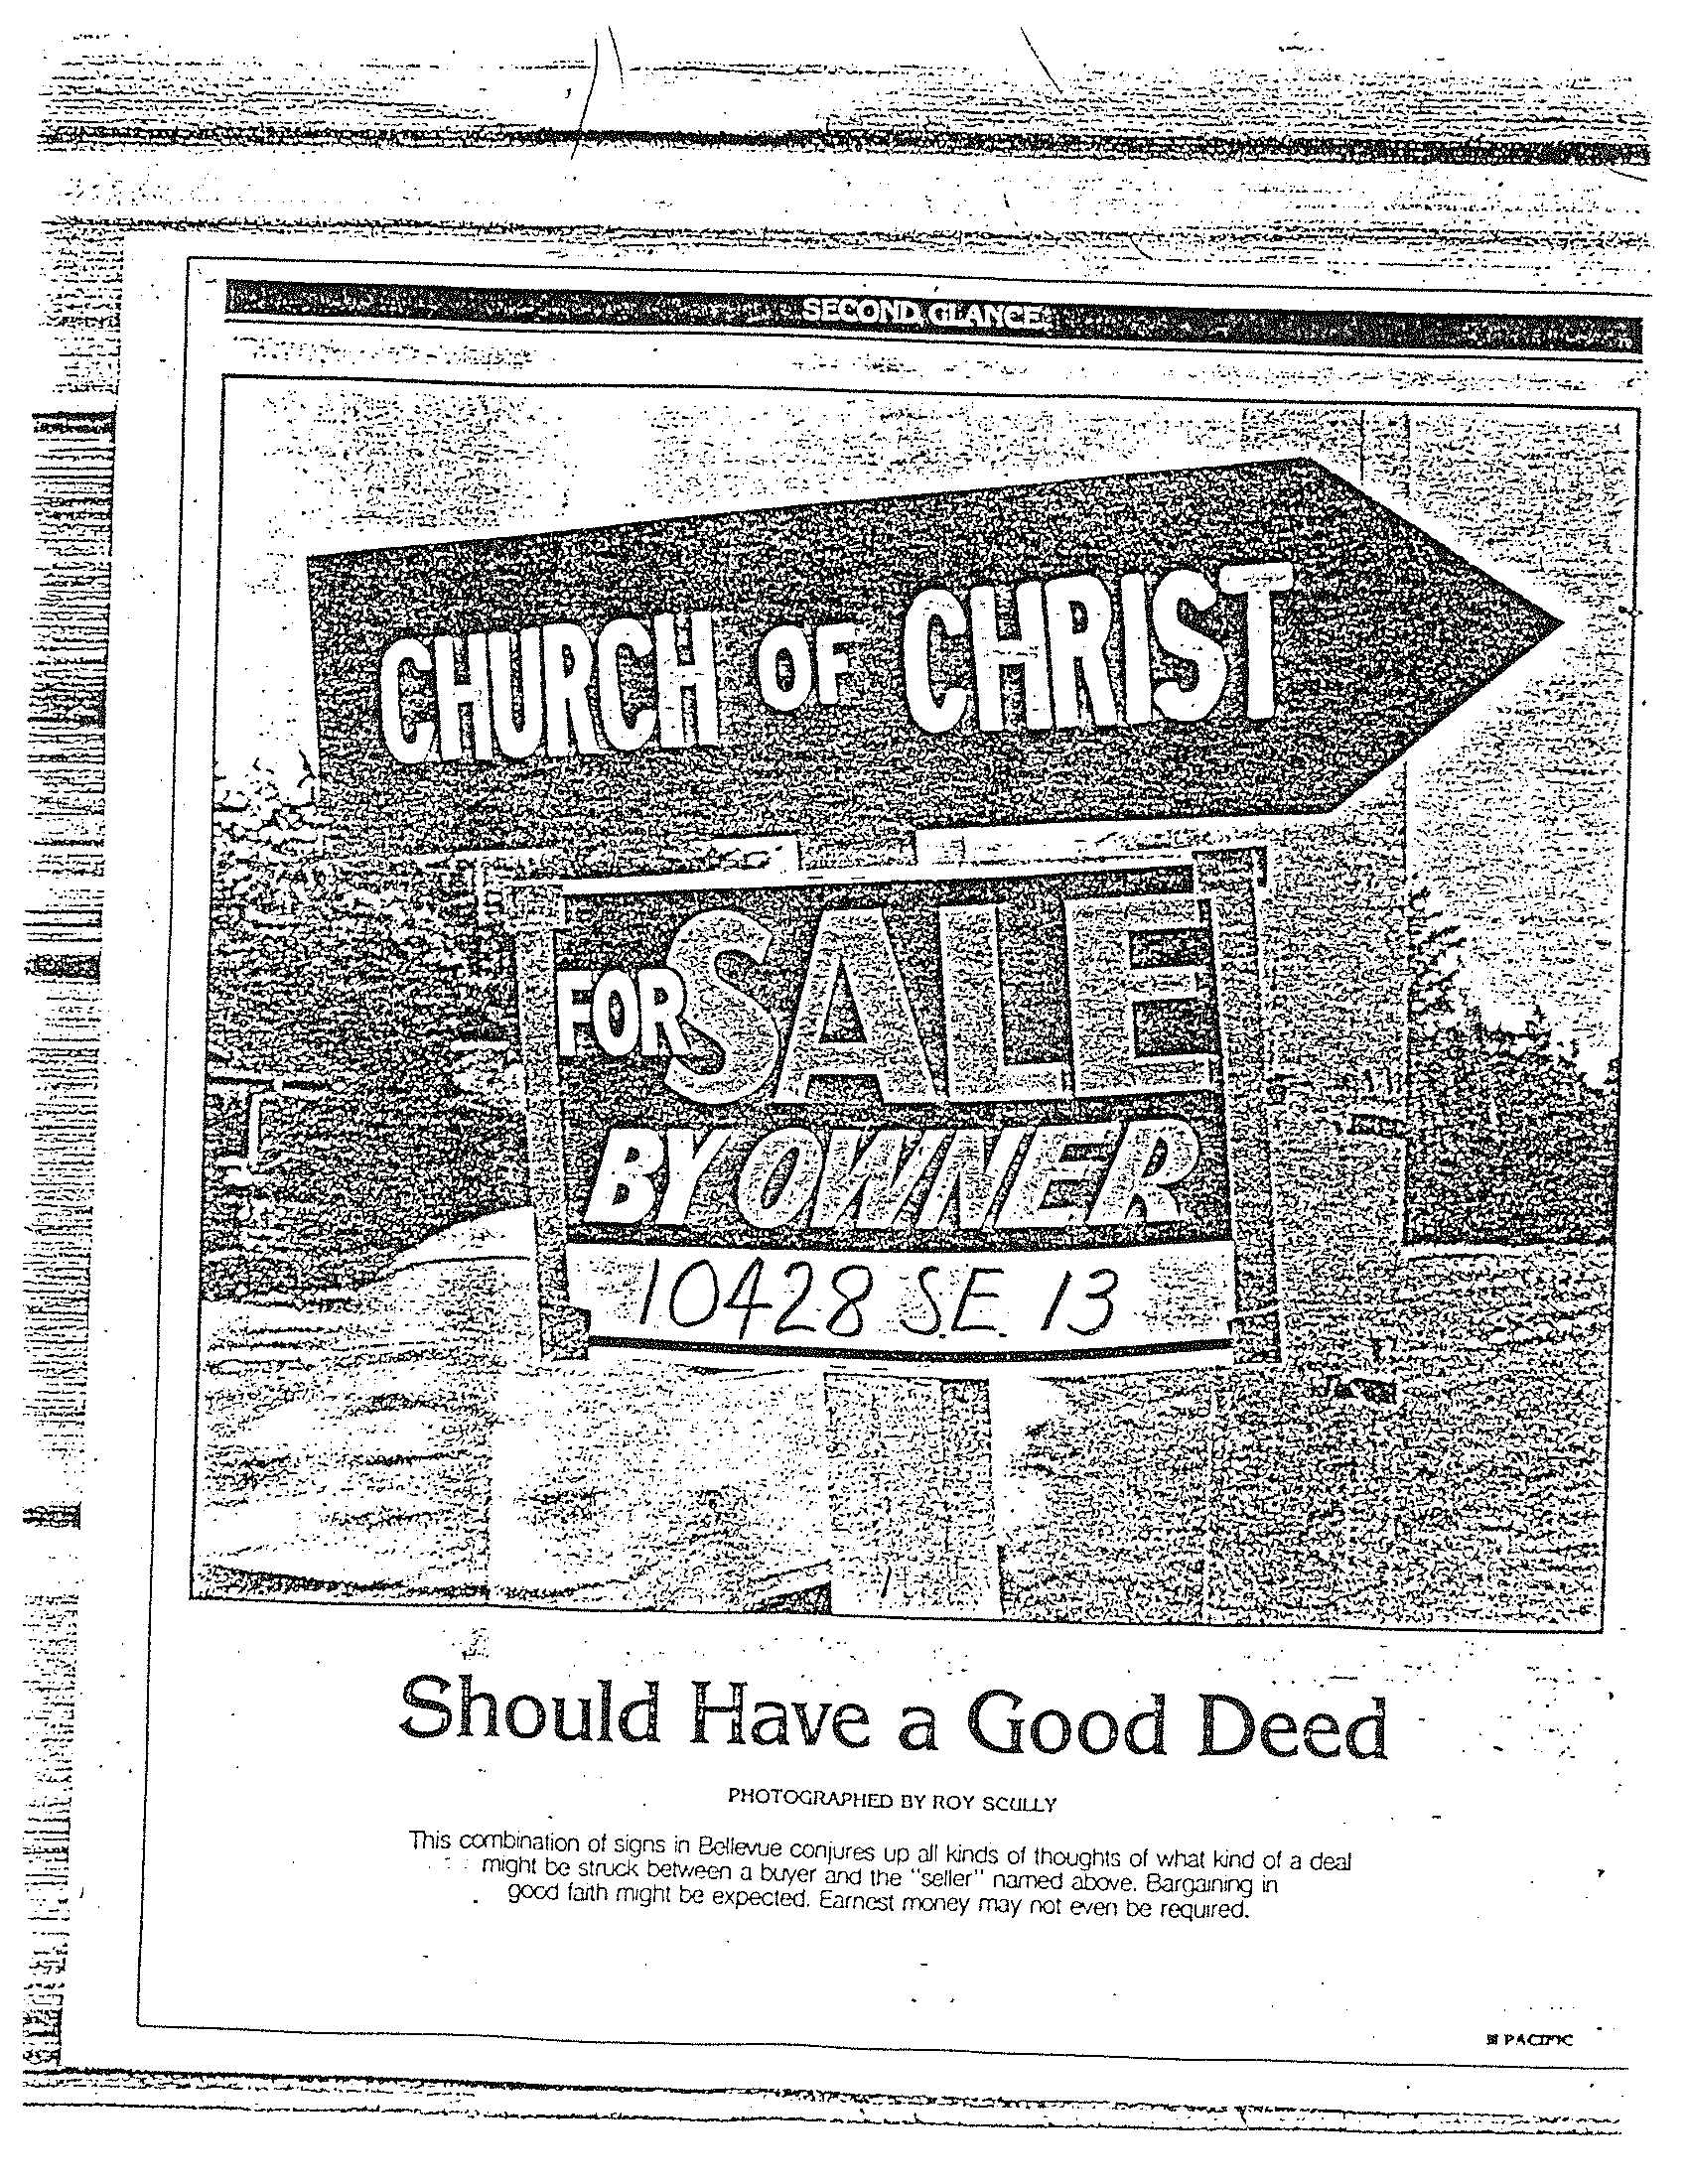 SECOND GLANCE
CHURCH OF CHRIST
FOR SALE
BY OWNER
10428 S.E. 13
Should Have a Good Deed
PHOTOGRAPHED BY ROY SCULLY
This combination of signs in Bellevue conjures up all kinds of thoughts of what kind of a deal
might be struck between a buyer and the "seller" named above. Bargaining in
good faith might be expected. Earnest money may not even be required.
PACIFIC